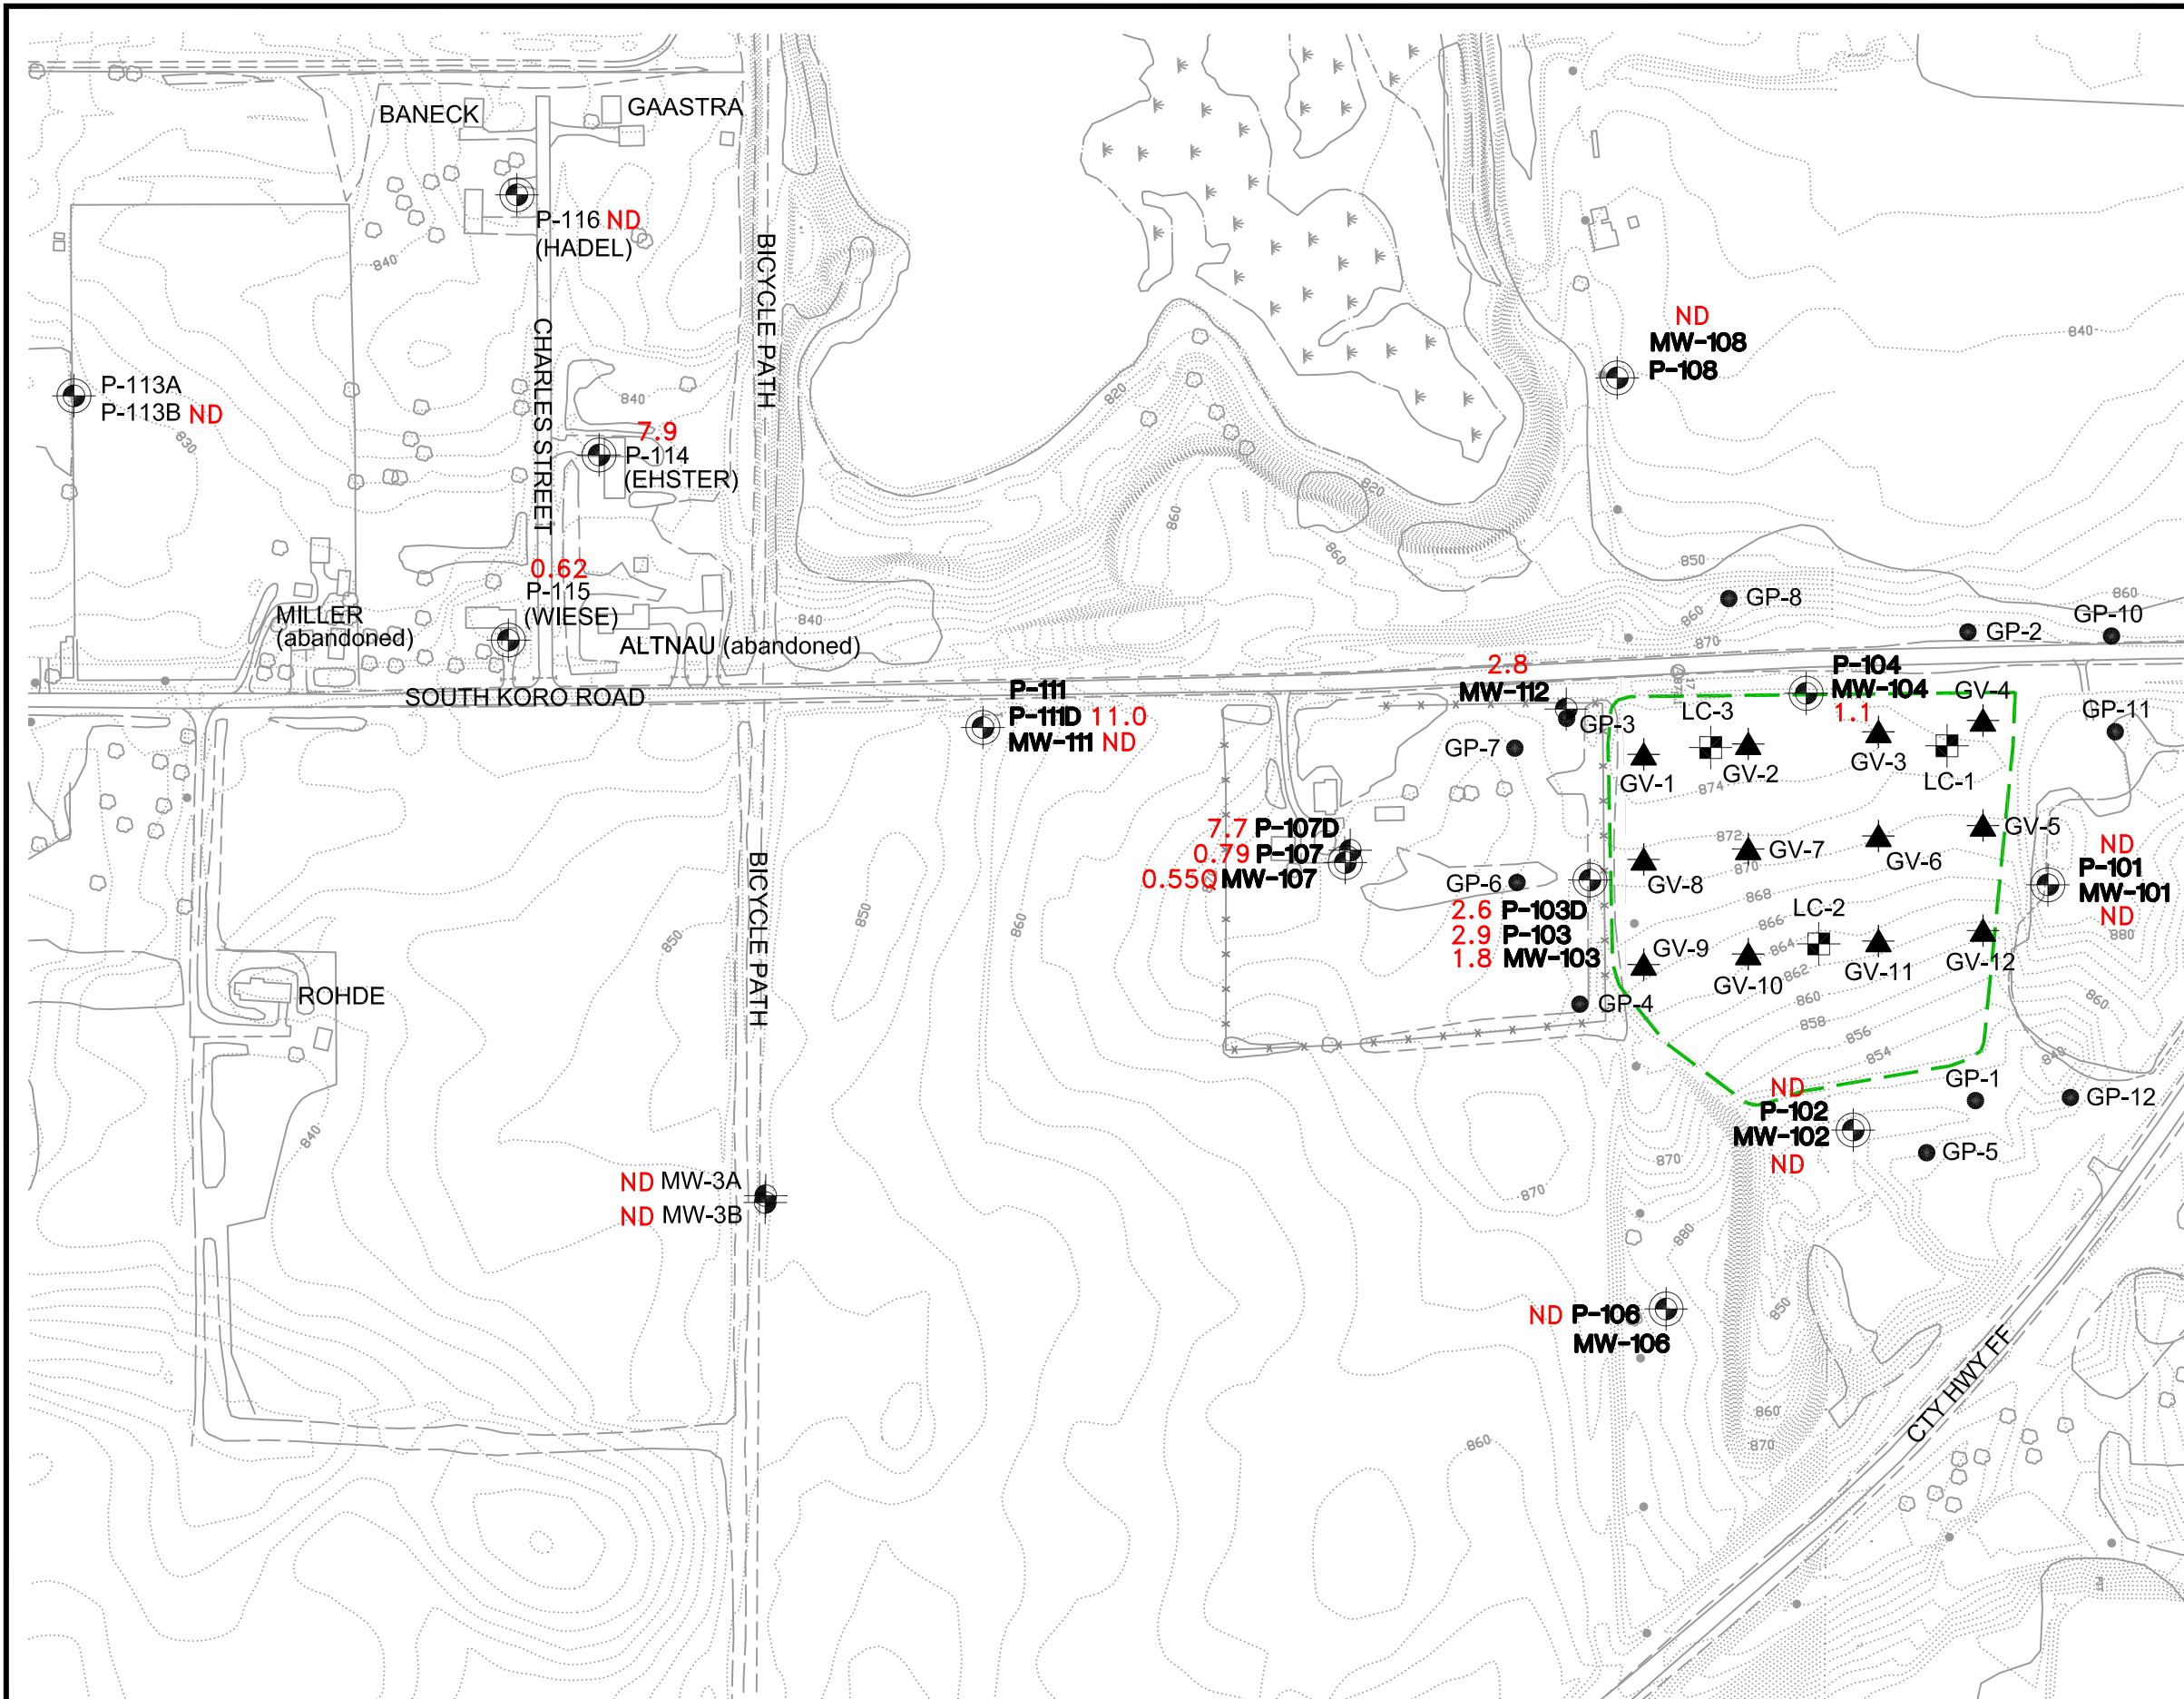 BANECK
GAASTRA
P-116 ND
(HADEL)
840
BICYCLE PATH
CHARLES STREET
ND
MW-108
P-108
840
P-113A
P-113B ND
830
840
7.9
P-114
(EHSTER)
820
820
860
860
850
0.62
P-115
(WIESE)
MILLER
(abandoned)
ALTNAU (abandoned)
840
SOUTH KORO ROAD
860
GP-8
870
860
GP-10
GP-2
2.8
MW-112
P-104
MW-104
1.1
GV-4
P-111
P-111D 11.0
MW-111 ND
GP-3
GP-7
LC-3
GV-1
GV-2
GV-3
LC-1
GP-11
874
7.7 P-107D
0.79 P-107
0.55Q MW-107
872
GV-7
870
GV-6
GV-5
GV-8
868
ND
P-101
MW-101
ND
880
GP-6
2.6 P-103D
2.9 P-103
1.8 MW-103
LC-2
866
864
862
GV-9
GV-10
GV-11
GV-12
850
850
860
BICYCLE PATH
ROHDE
GP-4
860
858
856
854
860
840
840
GP-1
GP-12
ND
P-102
MW-102
ND
GP-5
870
870
880
ND MW-3A
ND MW-3B
ND P-106
MW-106
850
CTY HWY FF
860
860
870